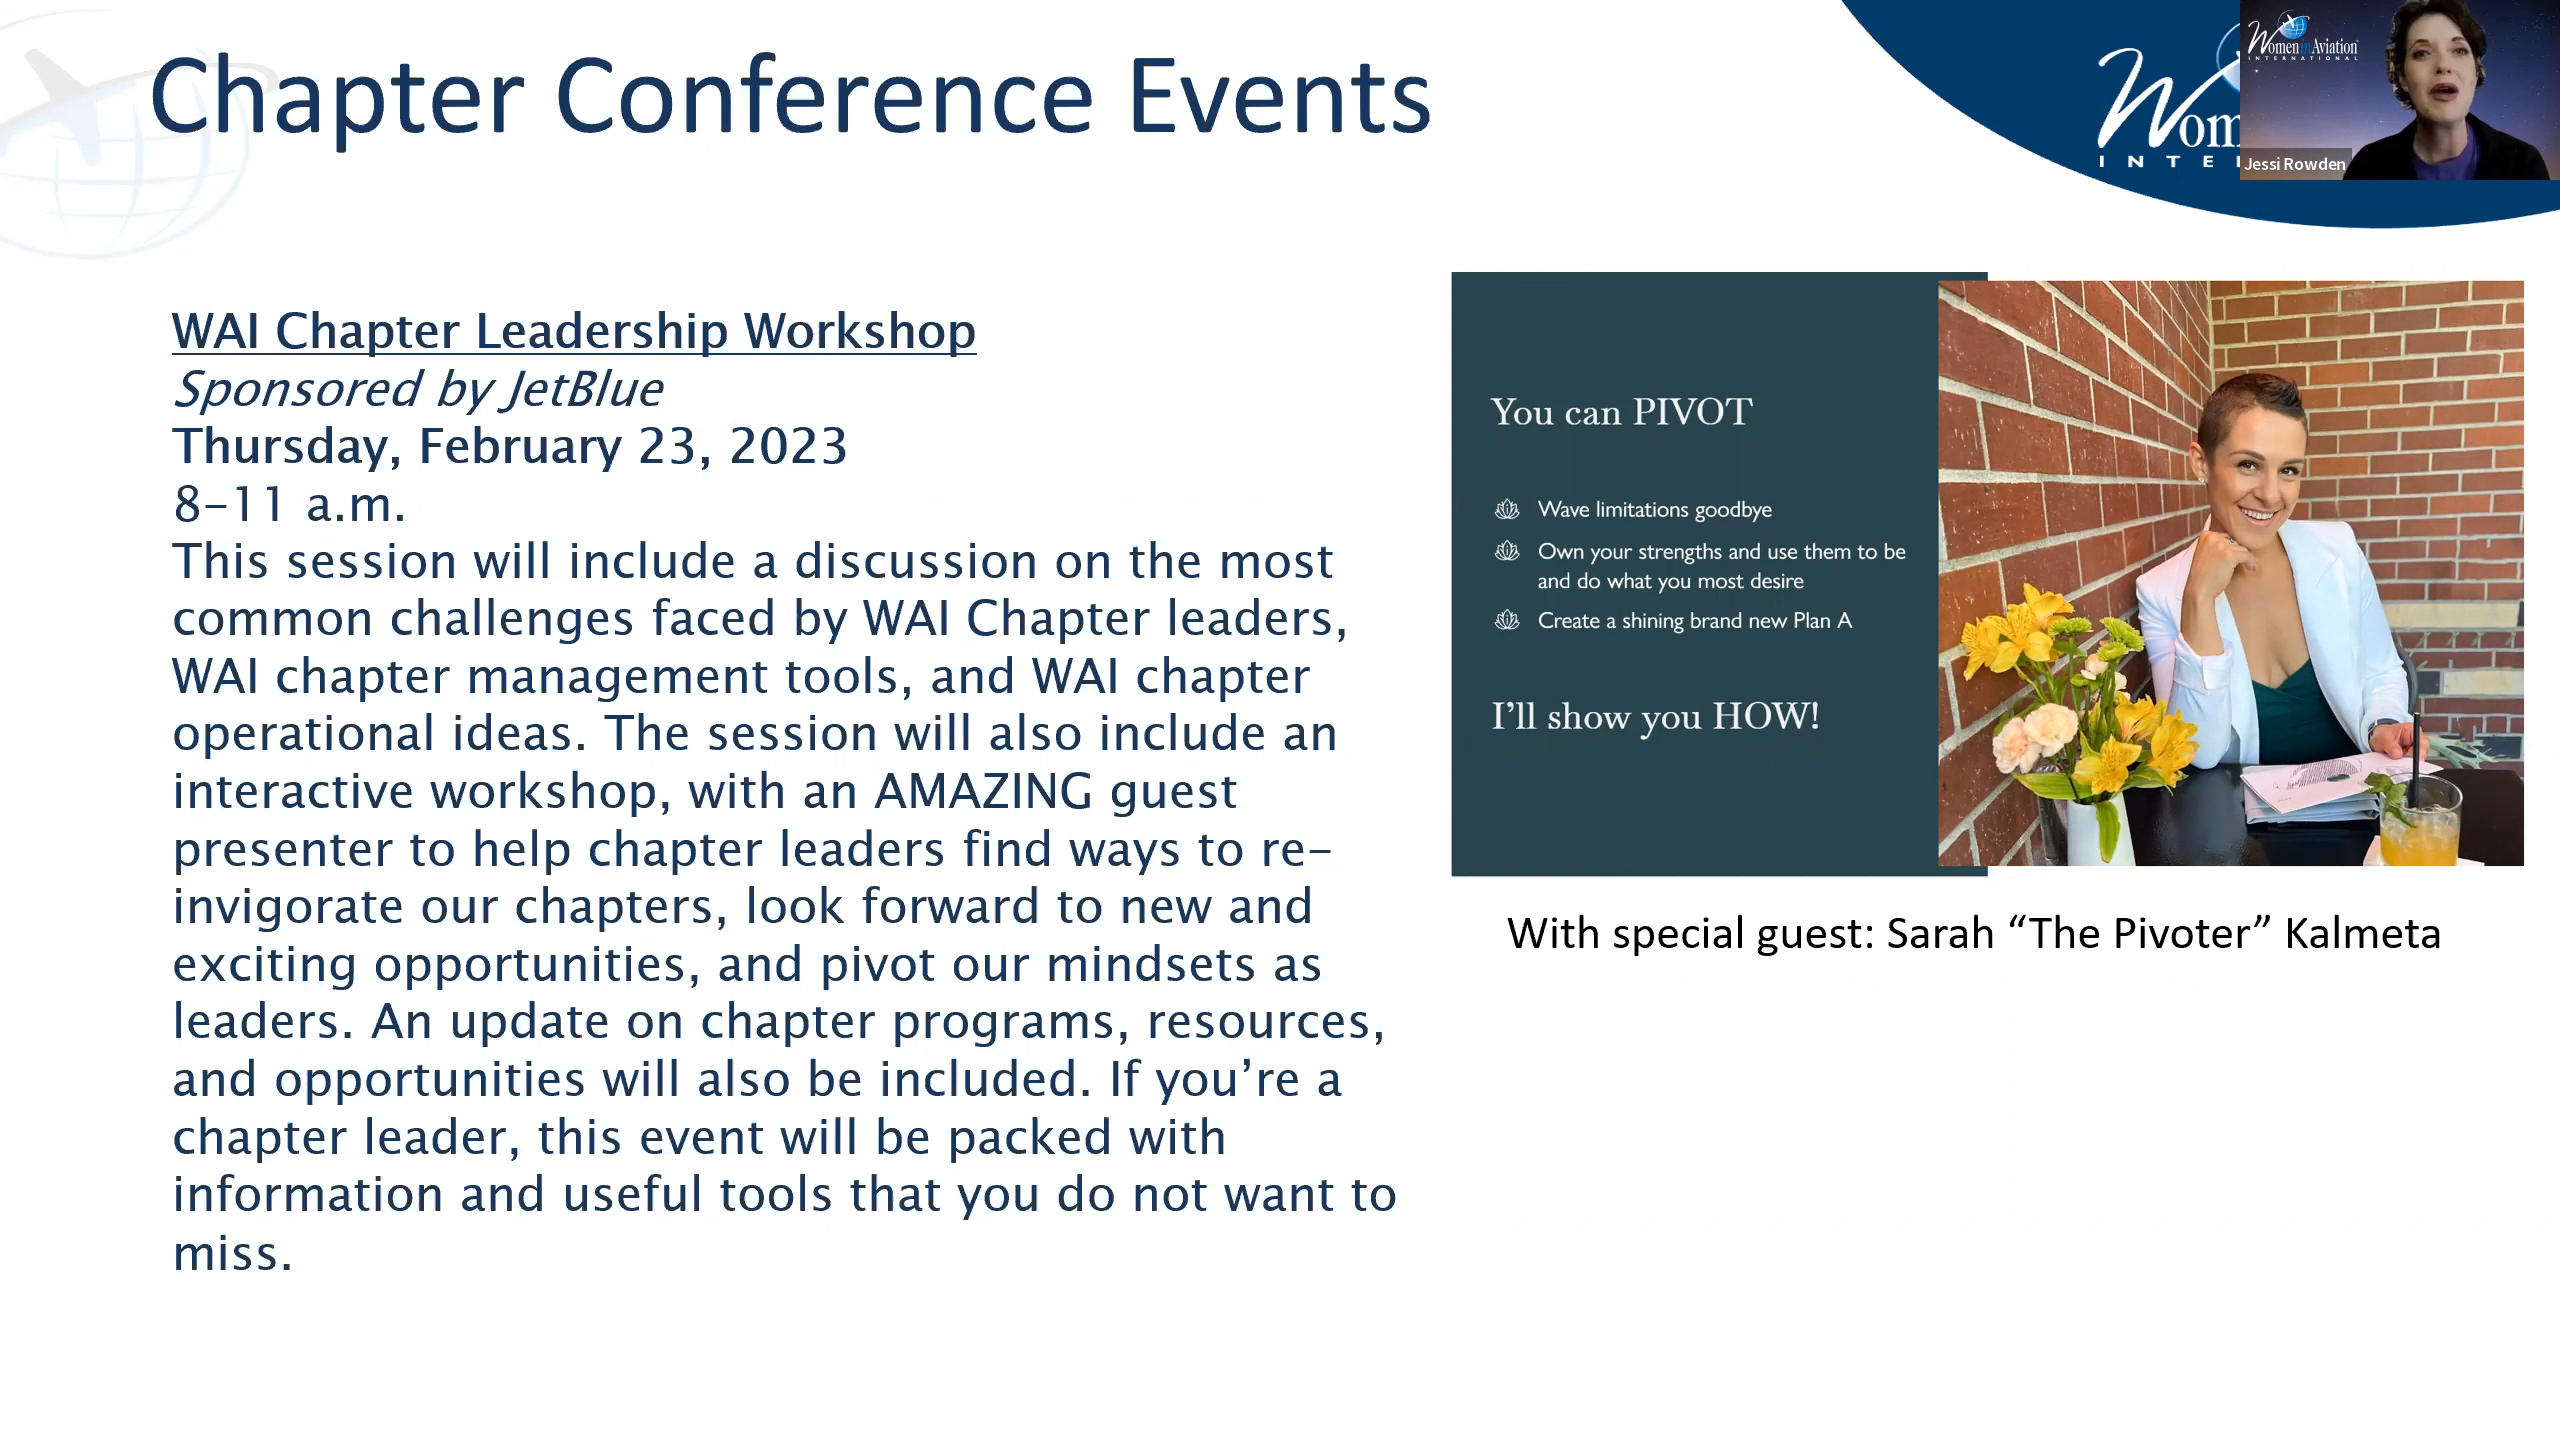 Chapter Conference Events
Wom
INTE
Women in Aviation
INTERNATIONAL
Jessi Rowden
WAI Chapter Leadership Workshop
Sponsored by JetBlue
Thursday, February 23, 2023
8-11 a.m.
This session will include a discussion on the most
common challenges faced by WAI Chapter leaders,
WAI chapter management tools, and WAI chapter
operational ideas. The session will also include an
interactive workshop, with an AMAZING guest
presenter to help chapter leaders find ways to re-
invigorate our chapters, look forward to new and
exciting opportunities, and pivot our mindsets as
leaders. An update on chapter programs, resources,
and opportunities will also be included. If you’re a
chapter leader, this event will be packed with
information and useful tools that you do not want to
miss.
You can PIVOT
Wave limitations goodbye
Own your strengths and use them to be
and do what you most desire
Create a shining brand new Plan A
I’ll show you HOW!
With special guest: Sarah “The Pivoter” Kalmeta